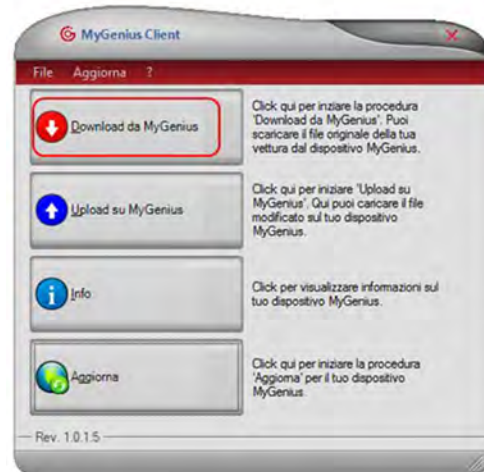 MyGenius Client
File Aggiorna ?
Download da MyGenius
Click qui per inziare la procedura
'Download da MyGenius'. Puoi
scaricare il file originale della tua
vettura dal dispositivo MyGenius.
Upload su MyGenius
Click qui per iniziare 'Upload su
MyGenius'. Qui puoi caricare il file
modificato sul tuo dispositivo
MyGenius.
Info
Click per visualizzare informazioni sul
tuo dispositivo MyGenius.
Aggiorna
Click qui per iniziare la procedura
'Aggiorna' per il tuo dispositivo
MyGenius.
Rev. 1.0.1.5